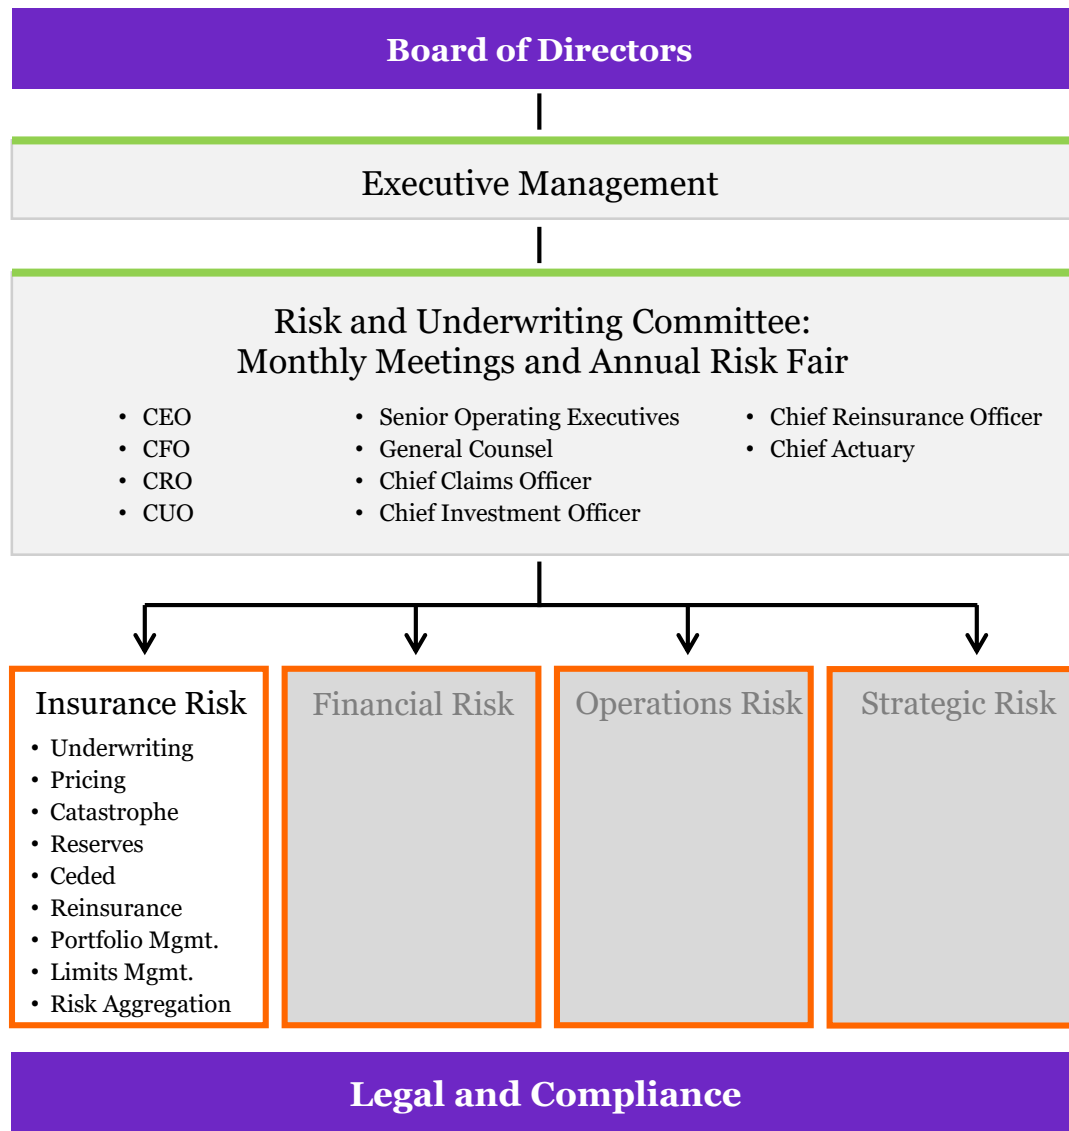 Board of Directors
Executive Management
Risk and Underwriting Committee:
Monthly Meetings and Annual Risk Fair
• CEO
• CFO
• CRO
• CUO
• Senior Operating Executives
• General Counsel
• Chief Claims Officer
• Chief Investment Officer
• Chief Reinsurance Officer
• Chief Actuary
Insurance Risk
• Underwriting
• Pricing
• Catastrophe
• Reserves
• Ceded
• Reinsurance
• Portfolio Mgmt.
• Limits Mgmt.
• Risk Aggregation
Financial Risk
Operations Risk
Strategic Risk
Legal and Compliance